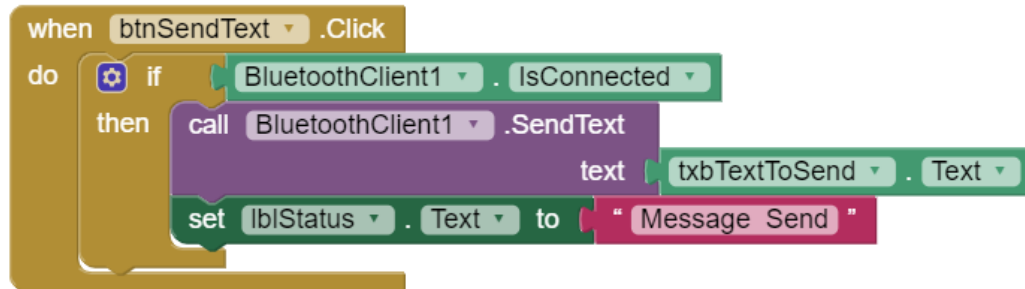 when btnSendText .Click
do if BluetoothClient1 . IsConnected
then call BluetoothClient1 .SendText
text txbTextToSend . Text
set lblStatus . Text to " Message Send "